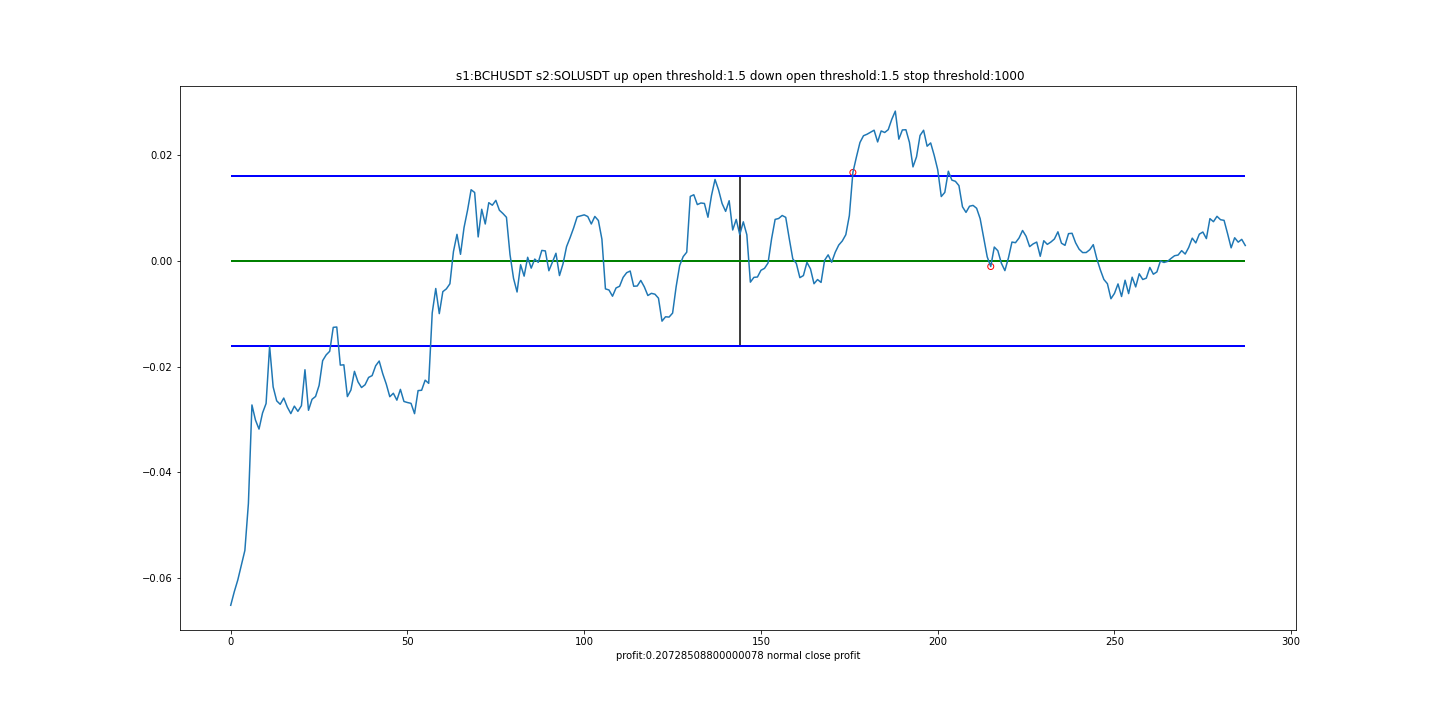 s1:BCHUSDT s2:SOLUSDT up open threshold:1.5 down open threshold:1.5 stop threshold:1000
0.02
0.00
−0.02
−0.04
−0.06
0 50 100 150 200 250 300
profit:0.20728508800000078 normal close profit